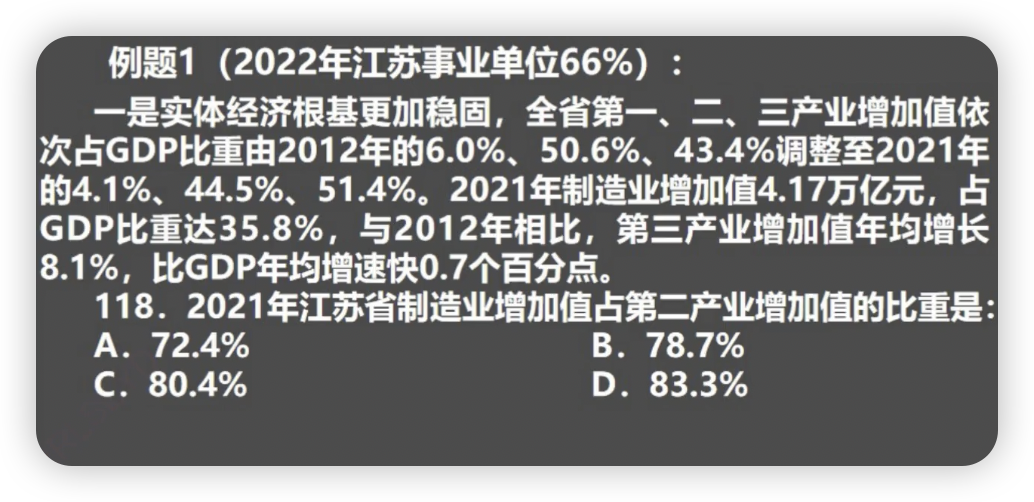 例题1（2022年江苏事业单位66%）：
一是实体经济根基更加稳固，全省第一、二、三产业增加值依
次占GDP比重由2012年的6.0%、50.6%、43.4%调整至2021年
的4.1%、44.5%、51.4%。2021年制造业增加值4.17万亿元，占
GDP比重达35.8%，与2012年相比，第三产业增加值年均增长
8.1%，比GDP年均增速快0.7个百分点。
118．2021年江苏省制造业增加值占第二产业增加值的比重是：
A．72.4% B．78.7%
C．80.4% D．83.3%